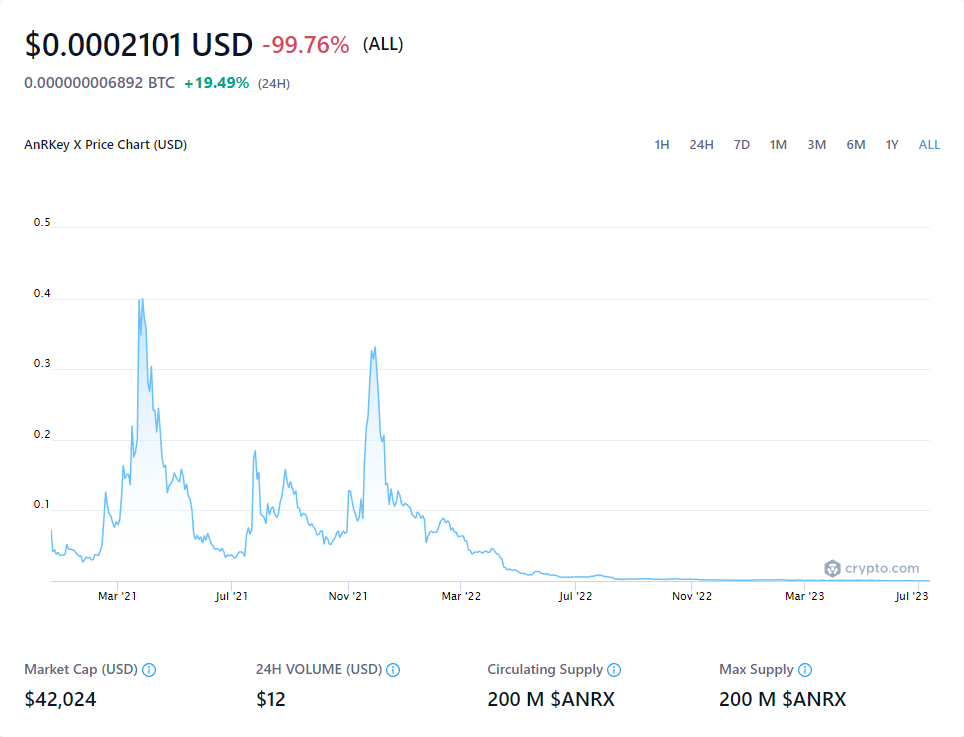 $0.0002101 USD -99.76% (ALL)
0.000000006892 BTC +19.49% (24H)
AnRKey X Price Chart (USD) 1H 24H 7D 1M 3M 6M 1Y ALL
0.5
0.4
0.3
0.2
0.1
crypto.com
Mar '21 Jul '21 Nov '21 Mar '22 Jul '22 Nov '22 Mar '23 Jul '23
Market Cap (USD) 24H VOLUME (USD) Circulating Supply Max Supply
$42,024 $12 200 M $ANRX 200 M $ANRX